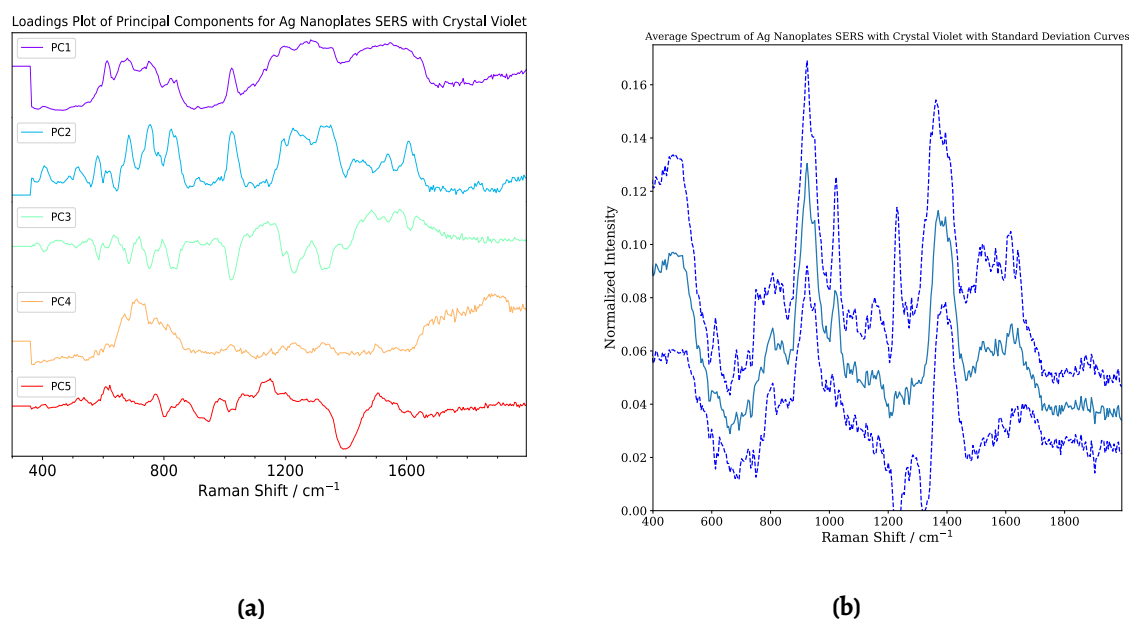 Loadings Plot of Principal Components for Ag Nanoplates SERS with Crystal Violet
PC1
PC2
PC3
PC4
PC5
400 800 1200 1600
Raman Shift / cm⁻¹
(a)
Average Spectrum of Ag Nanoplates SERS with Crystal Violet with Standard Deviation Curves
Normalized Intensity
0.16
0.14
0.12
0.10
0.08
0.06
0.04
0.02
0.00
400 600 800 1000 1200 1400 1600 1800
Raman Shift / cm⁻¹
(b)